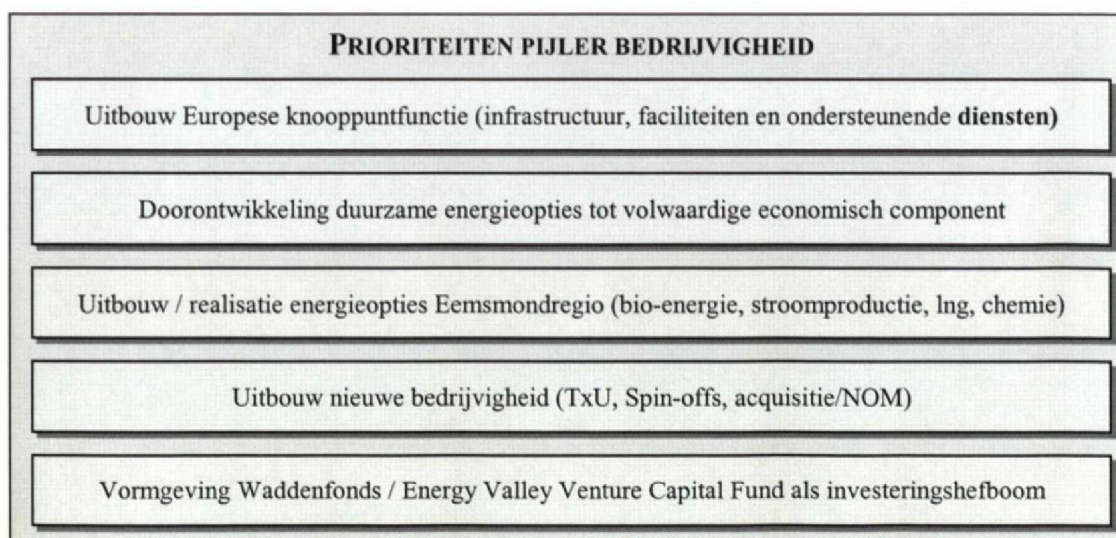 PRIORITEITEN PIJLER BEDRIJVIGHEID
Uitbouw Europese knooppuntfunctie (infrastructuur, faciliteiten en ondersteunende diensten)
Doorontwikkeling duurzame energieopties tot volwaardige economisch component
Uitbouw / realisatie energieopties Eemsmondregio (bio-energie, stroomproductie, lng, chemie)
Uitbouw nieuwe bedrijvigheid (TxU, Spin-offs, acquisitie/NOM)
Vormgeving Waddenfonds / Energy Valley Venture Capital Fund als investeringshefboom